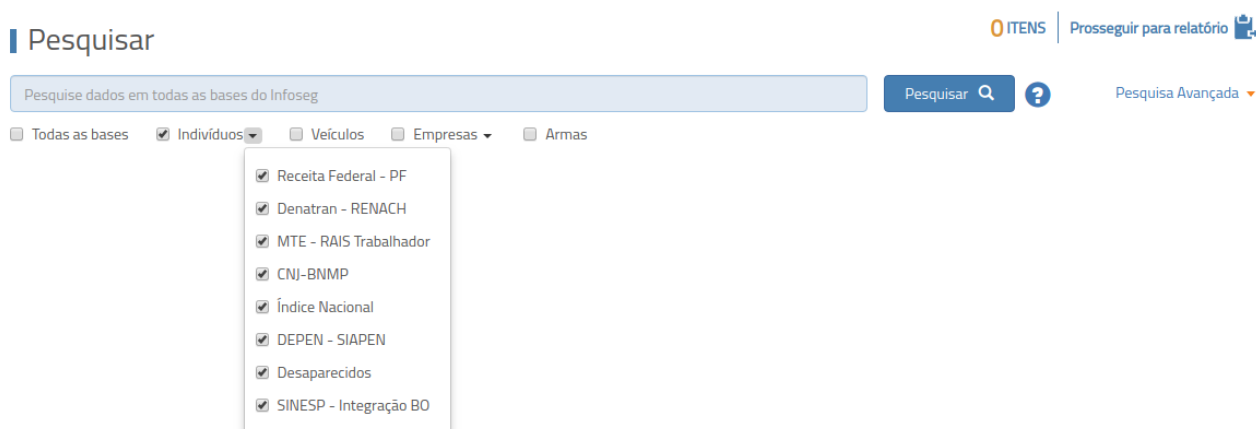 0 ITENS
Prosseguir para relatório
Pesquisar
Pesquise dados em todas as bases do Infoseg
Pesquisar
?
Pesquisa Avançada
Todas as bases
Indivíduos
Veículos
Empresas
Armas
Receita Federal - PF
Denatran - RENACH
MTE - RAIS Trabalhador
CNJ-BNMP
Índice Nacional
DEPEN - SIAPEN
Desaparecidos
SINESP - Integração BO